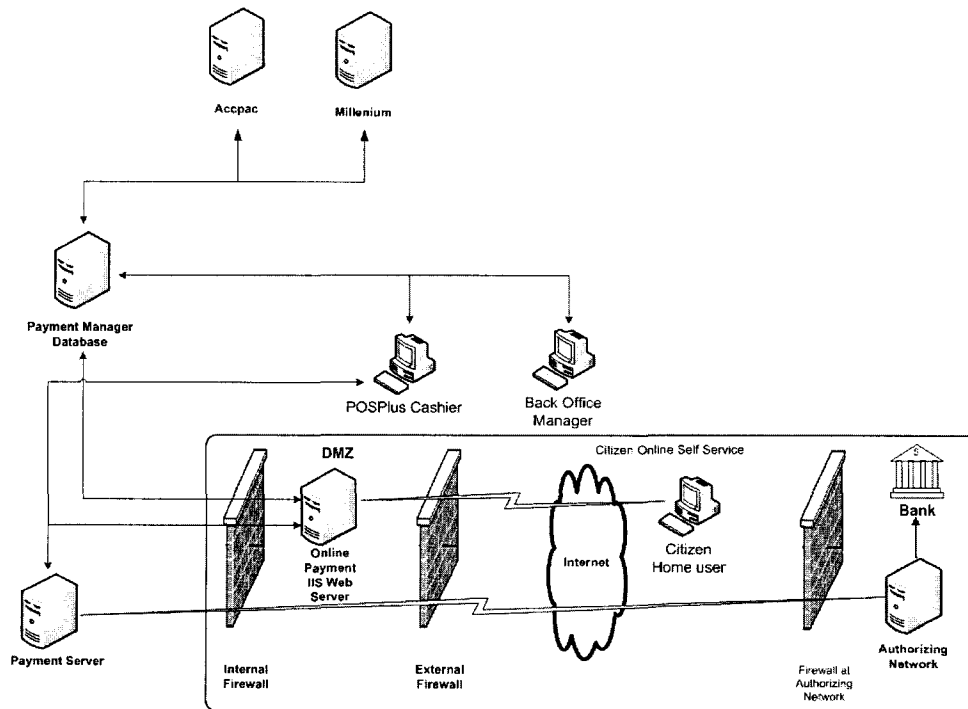 Accpac
Millenium
Payment Manager
Database
POSPlus Cashier
Back Office
Manager
DMZ
Citizen Online Self Service
Bank
Online
Payment
IIS Web
Server
Internet
Citizen
Home user
Payment Server
Internal
Firewall
External
Firewall
Firewall at
Authorizing
Network
Authorizing
Network